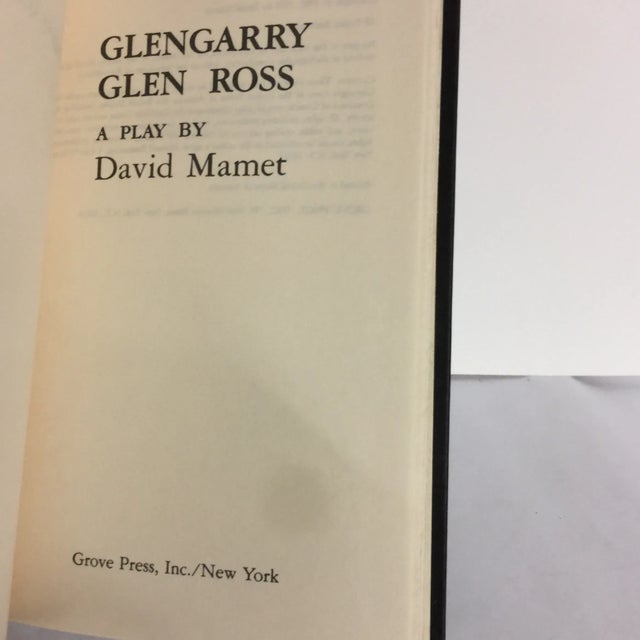 GLENGARRY
GLEN ROSS
A PLAY BY
David Mamet
Grove Press, Inc./New York